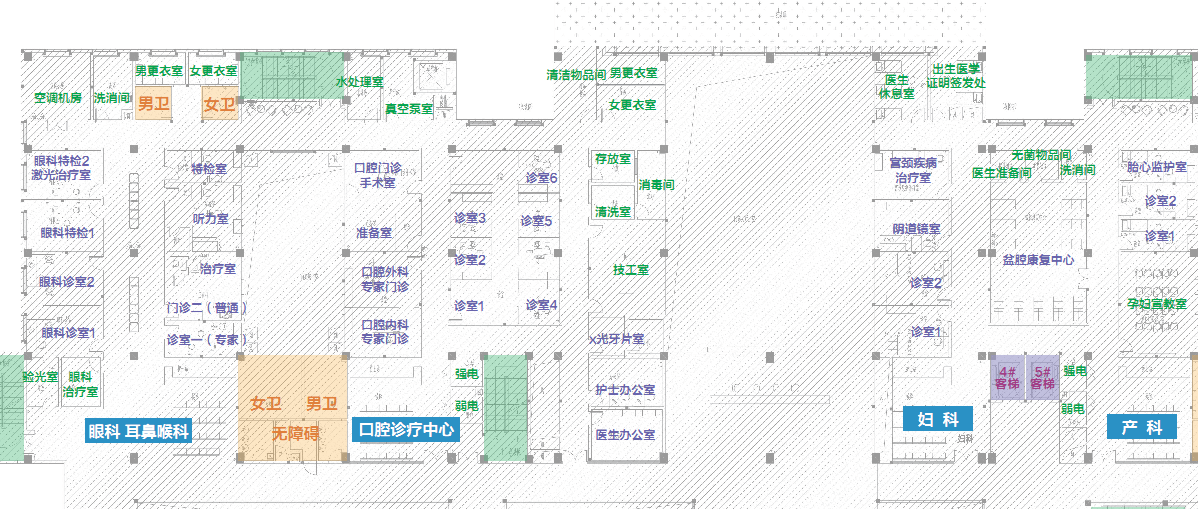 空调机房
洗消间
男更衣室
女更衣室
男卫
女卫
水处理室
真空泵室
清洁物品间
男更衣室
女更衣室
医生
休息室
出生医学
证明签发处
眼科特检2
激光治疗室
眼科特检1
眼科诊室2
眼科诊室1
验光室
眼科
治疗室
特检室
听力室
治疗室
门诊二（普通）
诊室一（专家）
口腔门诊
手术室
准备室
口腔外科
专家门诊
口腔内科
专家门诊
诊室3
诊室2
诊室1
诊室6
诊室5
诊室4
存放室
消毒间
清洗室
技工室
X光牙片室
护士办公室
医生办公室
强电
弱电
女卫
男卫
无障碍
眼科 耳鼻喉科
口腔诊疗中心
宫颈疾病
治疗室
阴道镜室
诊室2
诊室1
无菌物品间
医生准备间
洗消间
盆腔康复中心
4#
客梯
5#
客梯
强电
弱电
妇 科
妇科
胎心监护室
诊室2
诊室1
孕妇宣教室
产 科